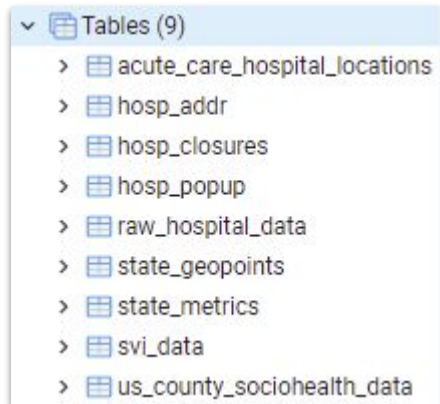 Tables (9)
acute_care_hospital_locations
hosp_addr
hosp_closures
hosp_popup
raw_hospital_data
state_geopoints
state_metrics
svi_data
us_county_sociohealth_data